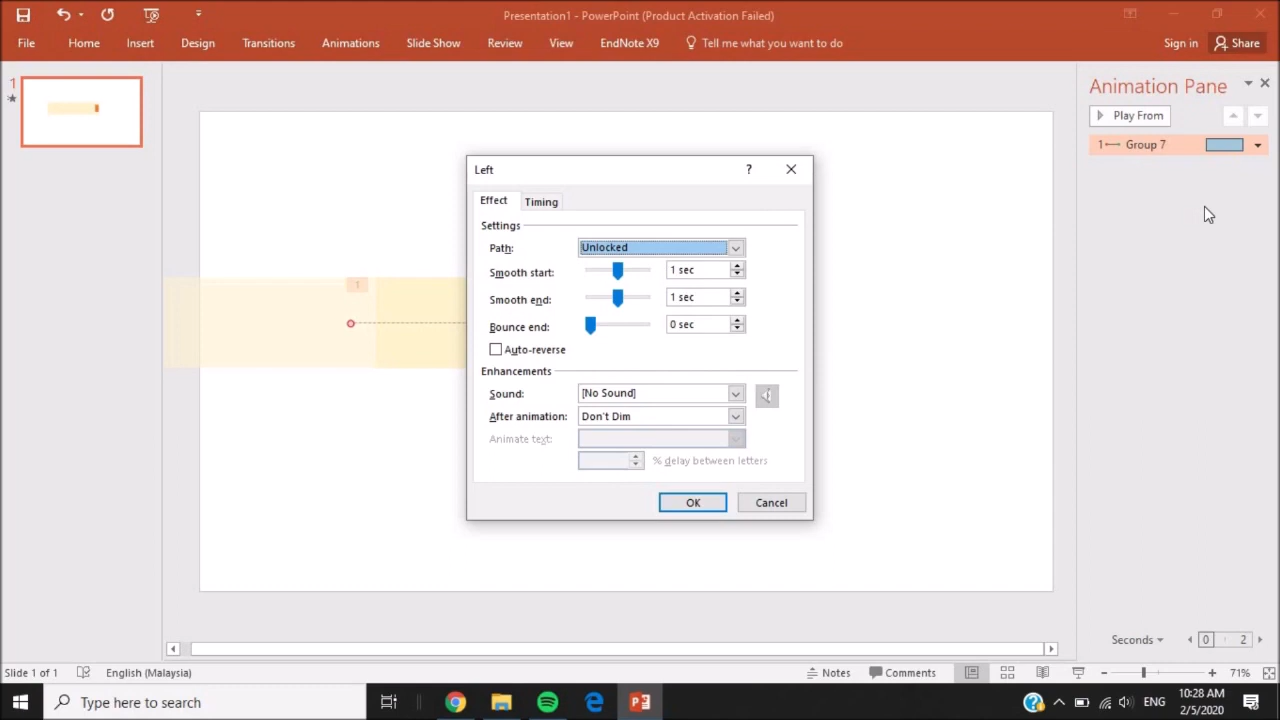 Presentation1 - PowerPoint (Product Activation Failed)
File Home Insert Design Transitions Animations Slide Show Review View EndNote X9 Tell me what you want to do Sign in Share
1
Animation Pane
Play From
1 Group 7
Left ?
Effect Timing
Settings
Path: Unlocked
Smooth start: 1 sec
Smooth end: 1 sec
Bounce end: 0 sec
Auto-reverse
Enhancements
Sound: [No Sound]
After animation: Don't Dim
Animate text:
% delay between letters
OK Cancel
1
Seconds 0 2
Slide 1 of 1 English (Malaysia) Notes Comments 71%
Type here to search
ENG
10:28 AM
2/5/2020